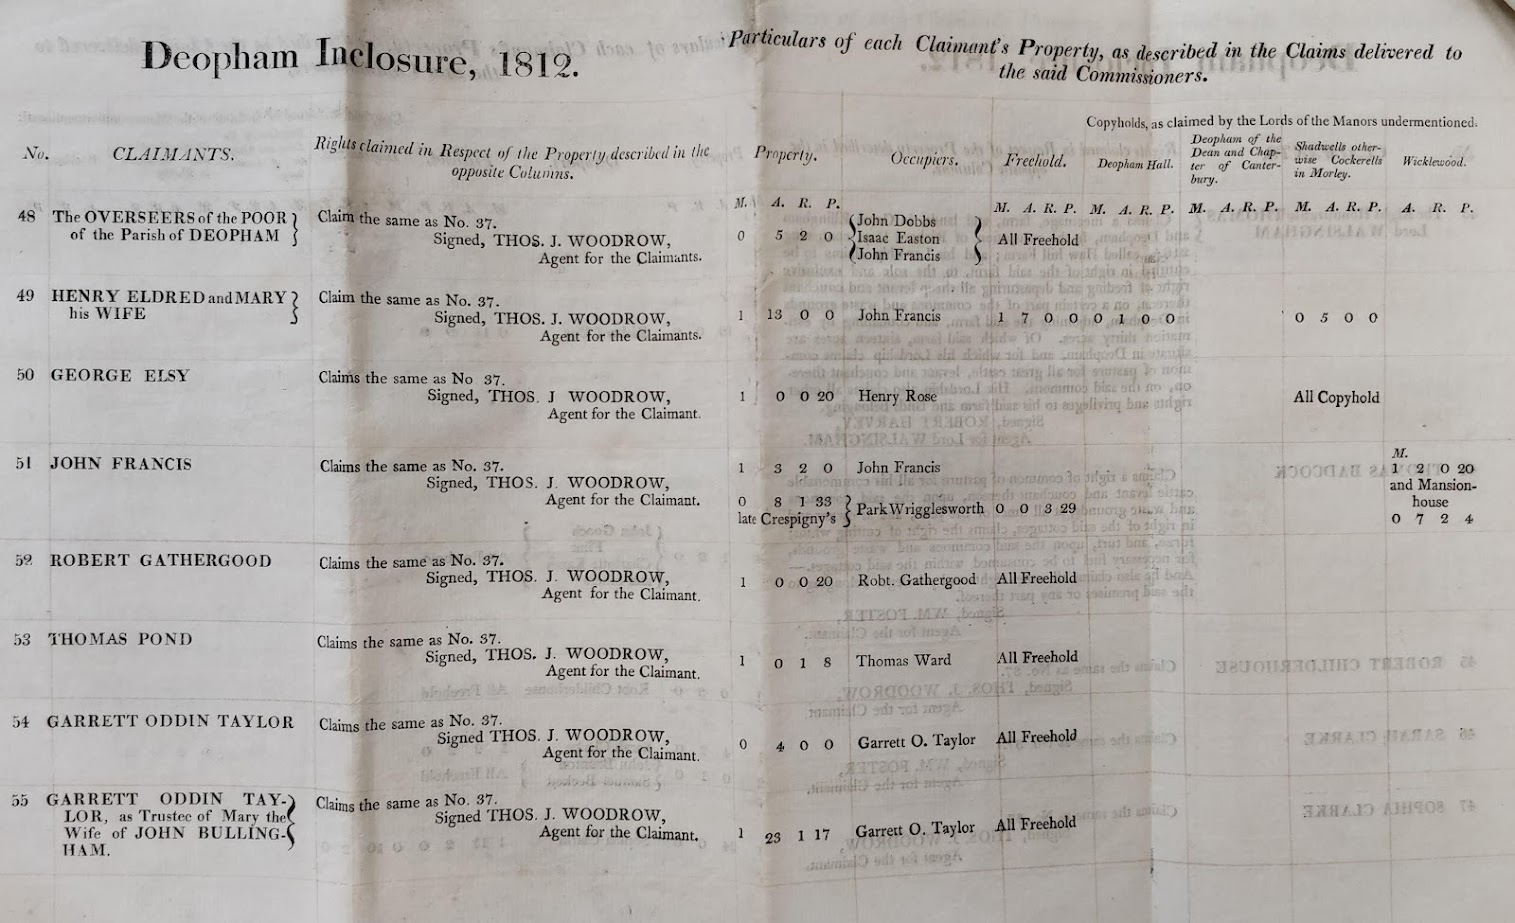 Deopham Inclosure, 1812.
Particulars of each Claimant's Property, as described in the Claims delivered to
the said Commissioners.
Copyholds, as claimed by the Lords of the Manors undermentioned.
No. CLAIMANTS. Rights claimed in Respect of the Property described in the
opposite Columns.
Property. Occupiers. Freehold. Deopham Hall.
Deopham of the
Dean and Chap-
ter of Canter-
bury.
Shadwells other-
wise Cockerells
in Morley.
Wicklewood.
M. A. R. P. M. A. R. P. M. A. R. P. M. A. R. P. M. A. R. P. A. R. P.
48 The OVERSEERS of the POOR
of the Parish of DEOPHAM
Claim the same as No. 37.
Signed, THOS. J. WOODROW,
Agent for the Claimants.
0 5 2 0
John Dobbs
Isaac Easton
John Francis
All Freehold
49 HENRY ELDRED and MARY
his WIFE
Claim the same as No. 37.
Signed, THOS. J. WOODROW,
Agent for the Claimants.
1 13 0 0 John Francis 1 7 0 0 0 1 0 0 0 5 0 0
50 GEORGE ELSY
Claims the same as No 37.
Signed, THOS. J WOODROW,
Agent for the Claimant.
1 0 0 20 Henry Rose All Copyhold
51 JOHN FRANCIS
Claims the same as No. 37.
Signed, THOS. J. WOODROW,
Agent for the Claimant.
1 3 2 0 John Francis
0 8 1 33
late Crespigny's
Park Wrigglesworth 0 0 3 29
M.
1 2 0 20
and Mansion-
house
0 7 2 4
52 ROBERT GATHERGOOD
Claims the same as No. 37.
Signed, THOS. J WOODROW,
Agent for the Claimant.
1 0 0 20 Robt. Gathergood All Freehold
53 THOMAS POND
Claims the same as No. 37.
Signed, THOS. J. WOODROW,
Agent for the Claimant.
1 0 1 8 Thomas Ward All Freehold
54 GARRETT ODDIN TAYLOR
Claims the same as No. 37.
Signed THOS. J. WOODROW,
Agent for the Claimant.
0 4 0 0 Garrett O. Taylor All Freehold
55 GARRETT ODDIN TAY-
LOR, as Trustee of Mary the
Wife of JOHN BULLING-
HAM.
Claims the same as No. 37.
Signed THOS. J. WOODROW,
Agent for the Claimant.
1 23 1 17 Garrett O. Taylor All Freehold